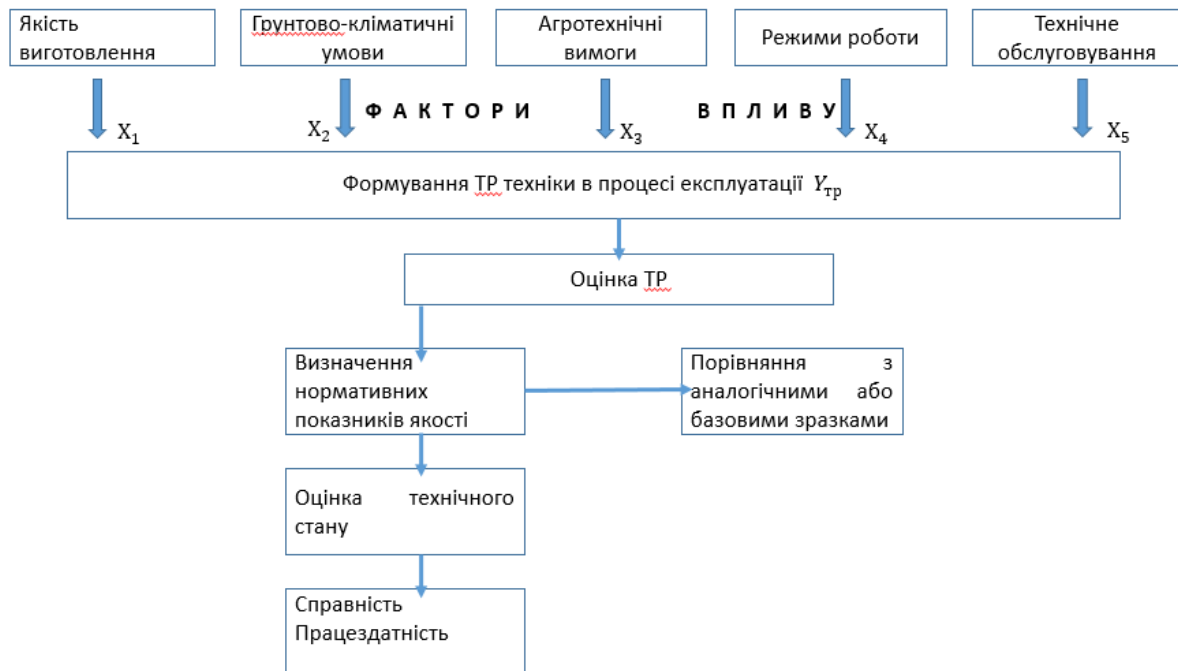 Якість
виготовлення
Грунтово-кліматичні
умови
Агротехнічні
вимоги
Режими роботи
Технічне
обслуговування
ФАКТОРИ ВПЛИВУ
X₁
X₂
X₃
X₄
X₅
Формування ТР техніки в процесі експлуатації Yтр
Оцінка ТР
Визначення
нормативних
показників якості
Порівняння з
аналогічними або
базовими зразками
Оцінка технічного
стану
Справність
Працездатність